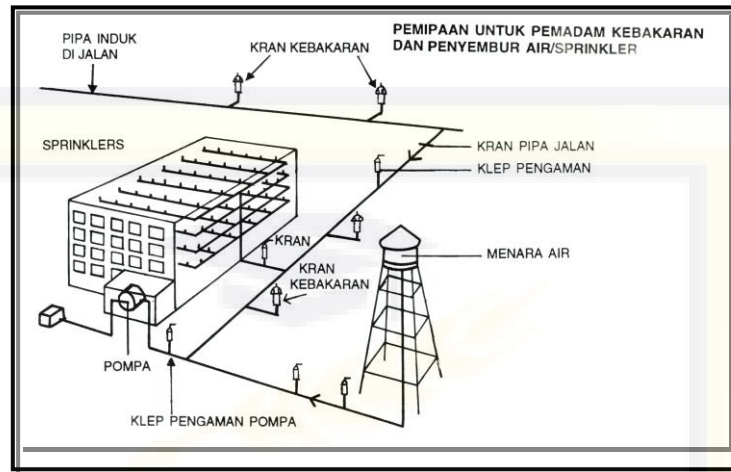 PEMIPAAN UNTUK PEMADAM KEBAKARAN
DAN PENYEMBUR AIR/SPRINKLER
PIPA INDUK
DI JALAN
KRAN KEBAKARAN
SPRINKLERS
KRAN PIPA JALAN
KLEP PENGAMAN
KRAN
MENARA AIR
KRAN
KEBAKARAN
POMPA
KLEP PENGAMAN POMPA